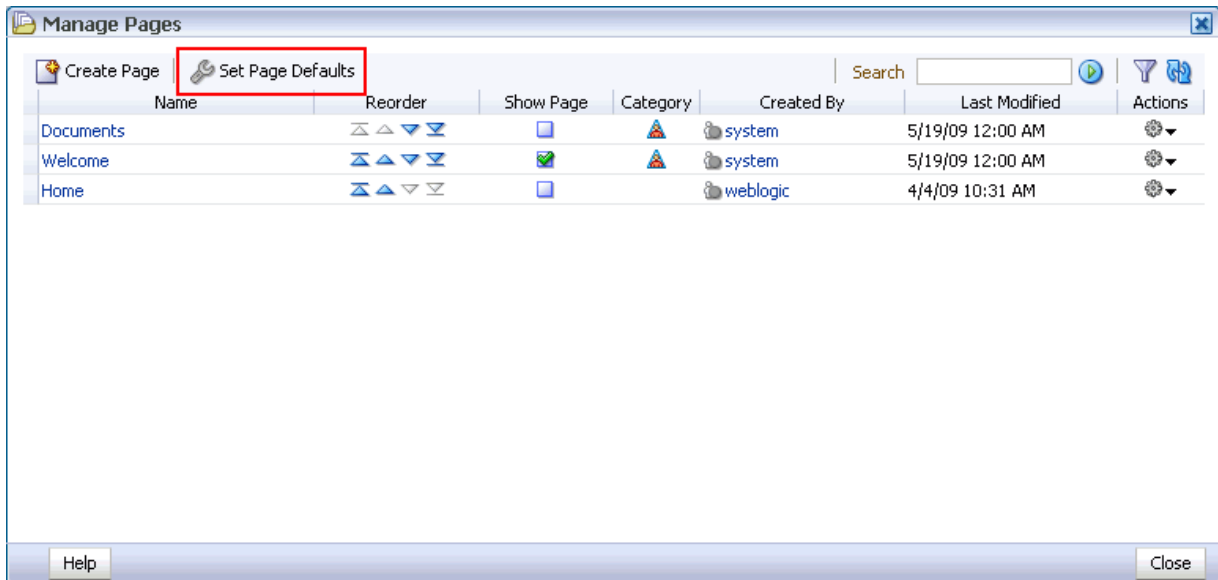 Manage Pages
Create Page Set Page Defaults Search
Name Reorder Show Page Category Created By Last Modified Actions
Documents system 5/19/09 12:00 AM
Welcome system 5/19/09 12:00 AM
Home weblogic 4/4/09 10:31 AM
Help Close